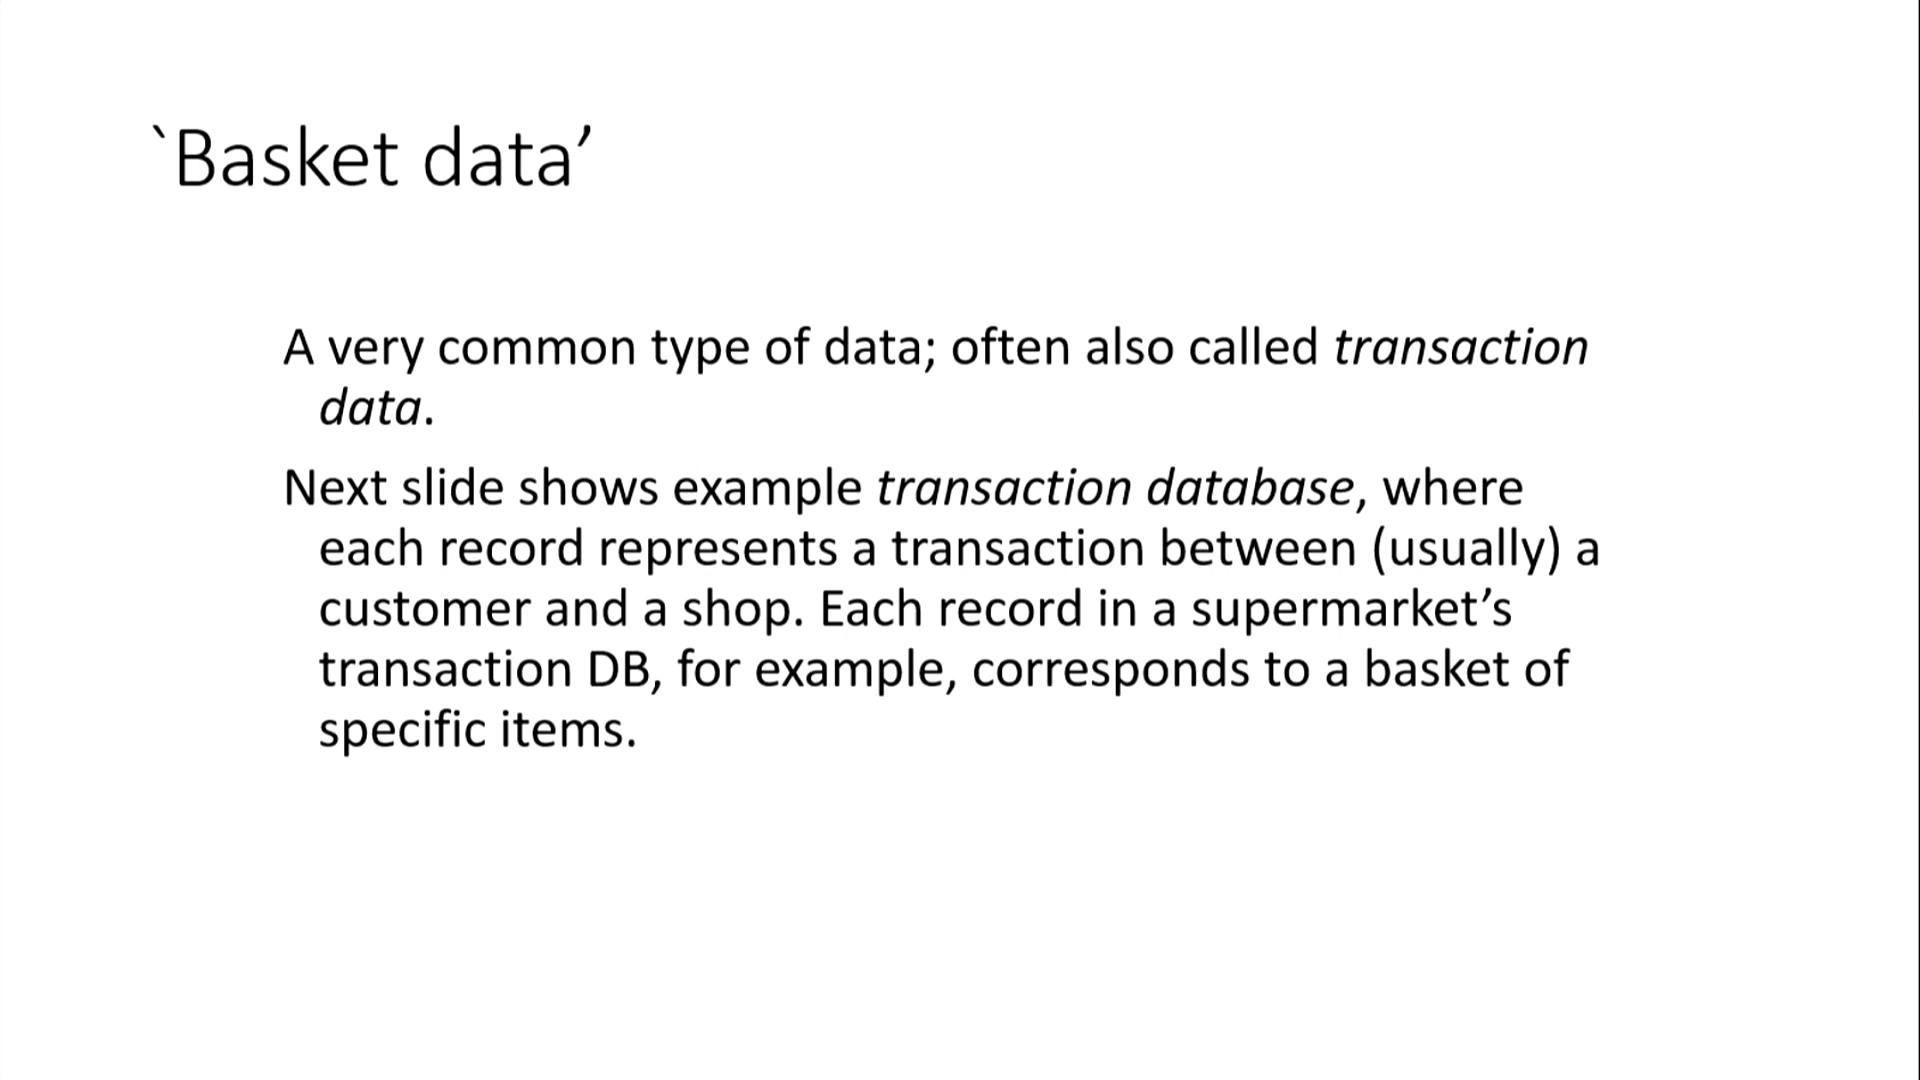 `Basket data’
A very common type of data; often also called transaction
data.
Next slide shows example transaction database, where
each record represents a transaction between (usually) a
customer and a shop. Each record in a supermarket’s
transaction DB, for example, corresponds to a basket of
specific items.